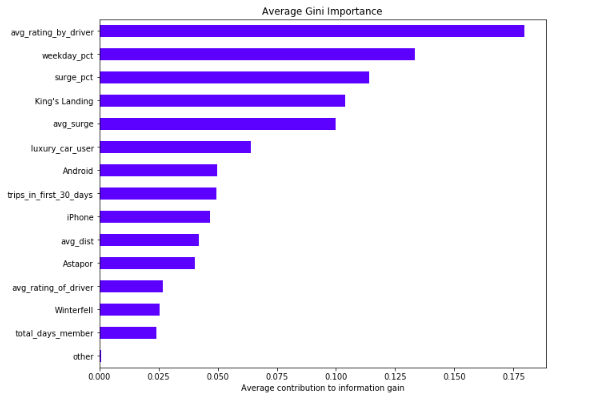 Average Gini Importance
avg_rating_by_driver
weekday_pct
surge_pct
King's Landing
avg_surge
luxury_car_user
Android
trips_in_first_30_days
iPhone
avg_dist
Astapor
avg_rating_of_driver
Winterfell
total_days_member
other
0.000 0.025 0.050 0.075 0.100 0.125 0.150 0.175
Average contribution to information gain